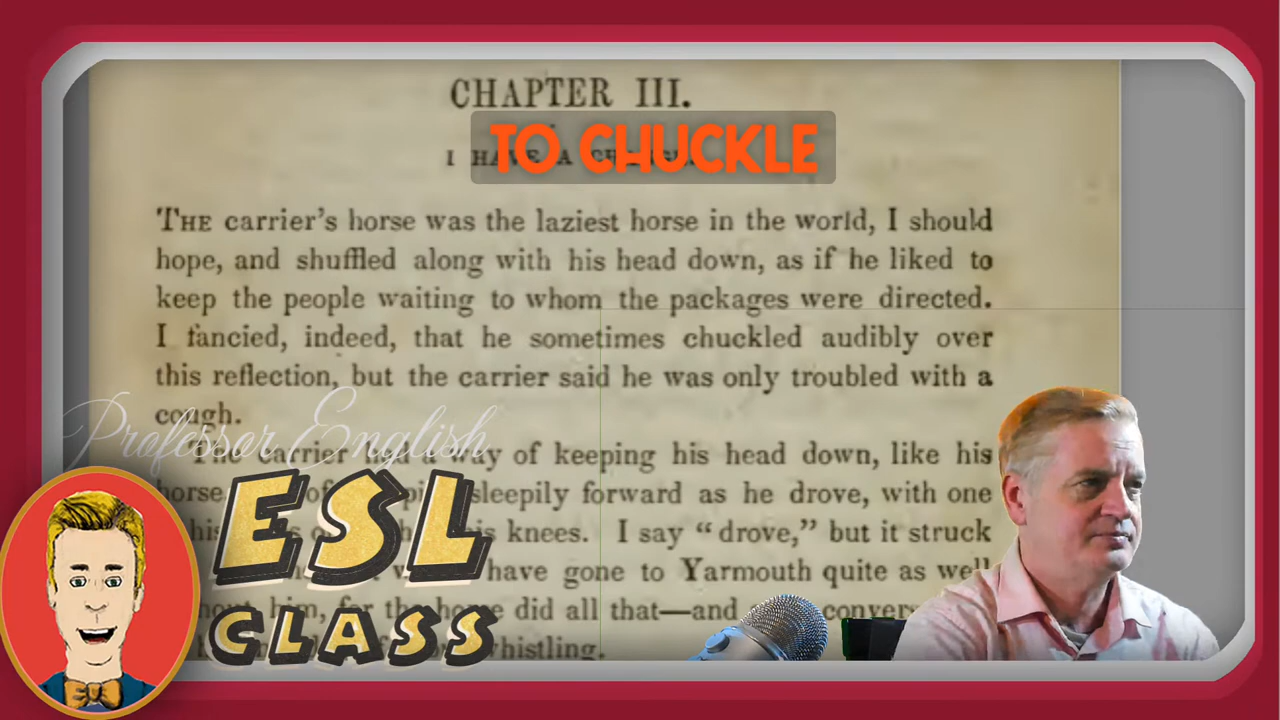 CHAPTER III.
TO CHUCKLE
I HAVE A
THE carrier's horse was the laziest horse in the world, I should
hope, and shuffled along with his head down, as if he liked to
keep the people waiting to whom the packages were directed.
I fancied, indeed, that he sometimes chuckled audibly over
this reflection, but the carrier said he was only troubled with a
cough.
Professor English
The carrier had a way of keeping his head down, like his
horse sleepily forward as he drove, with one
his knees. I say “drove,” but it struck
have gone to Yarmouth quite as well
him, for the horse did all that—and
whistling.
ESL
CLASS